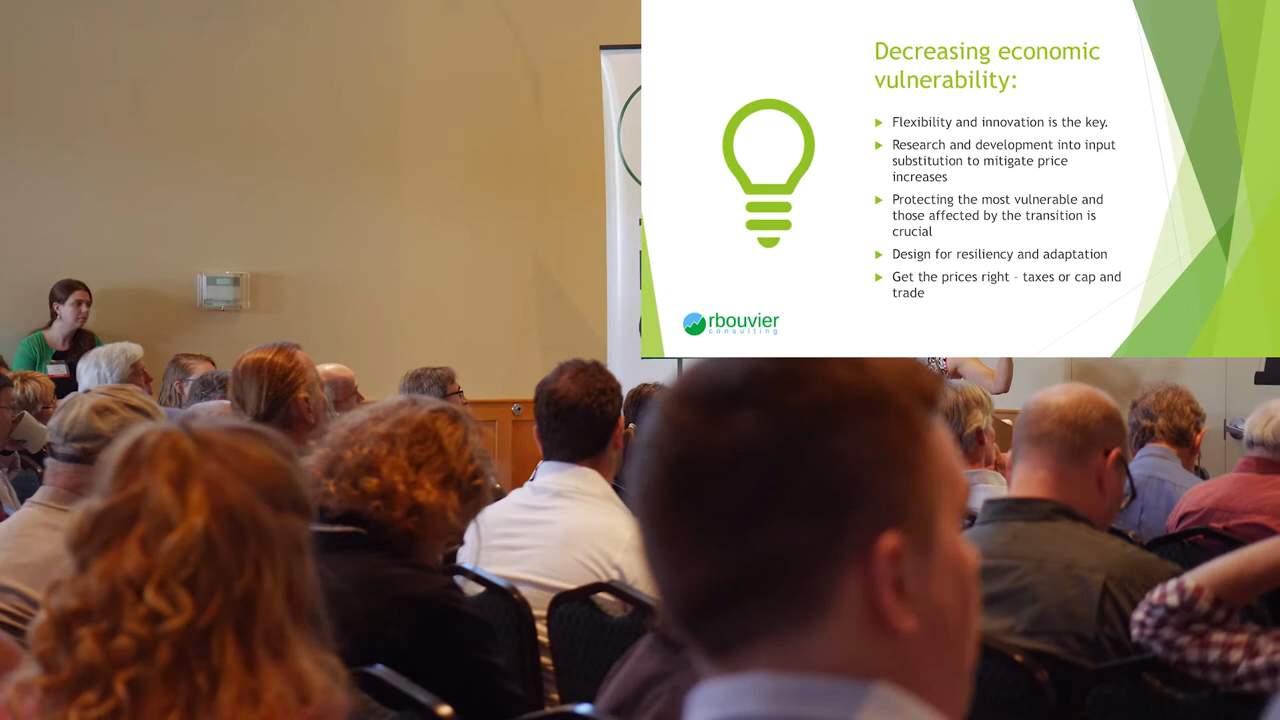 Decreasing economic
vulnerability:
Flexibility and innovation is the key.
Research and development into input
substitution to mitigate price
increases
Protecting the most vulnerable and
those affected by the transition is
crucial
Design for resiliency and adaptation
Get the prices right – taxes or cap and
trade
rbouvier
consulting